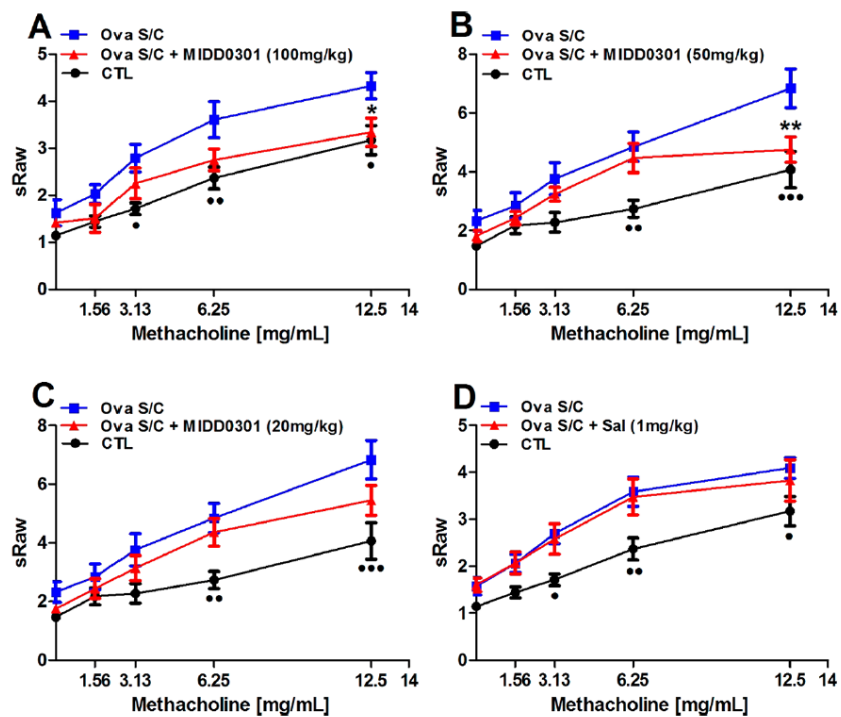 A
Ova S/C
Ova S/C + MIDD0301 (100mg/kg)
CTL
5
4
3
2
1
0
sRaw
*
•
••
•
1.56 3.13 6.25 12.5 14
Methacholine [mg/mL]
B
Ova S/C
Ova S/C + MIDD0301 (50mg/kg)
CTL
8
6
4
2
0
sRaw
**
••
•••
1.56 3.13 6.25 12.5 14
Methacholine [mg/mL]
C
Ova S/C
Ova S/C + MIDD0301 (20mg/kg)
CTL
8
6
4
2
0
sRaw
••
•••
1.56 3.13 6.25 12.5 14
Methacholine [mg/mL]
D
Ova S/C
Ova S/C + Sal (1mg/kg)
CTL
5
4
3
2
1
0
sRaw
•
••
•
1.56 3.13 6.25 12.5 14
Methacholine [mg/mL]